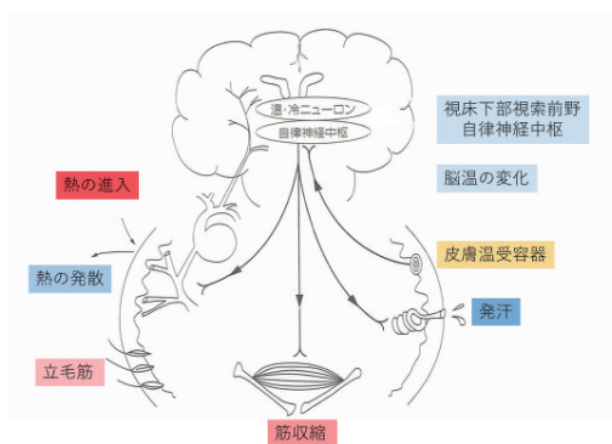 温・冷ニューロン
自律神経中枢
視床下部視索前野
自律神経中枢
脳温の変化
熱の進入
皮膚温受容器
熱の発散
発汗
立毛筋
筋収縮